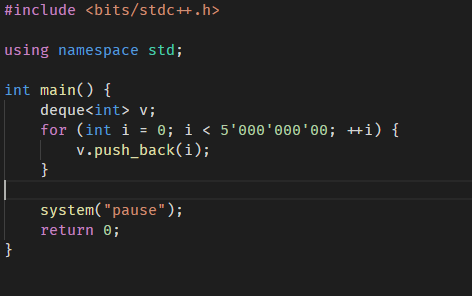 #include <bits/stdc++.h>
using namespace std;
int main() {
deque<int> v;
for (int i = 0; i < 5'000'000'00; ++i) {
v.push_back(i);
}
system("pause");
return 0;
}